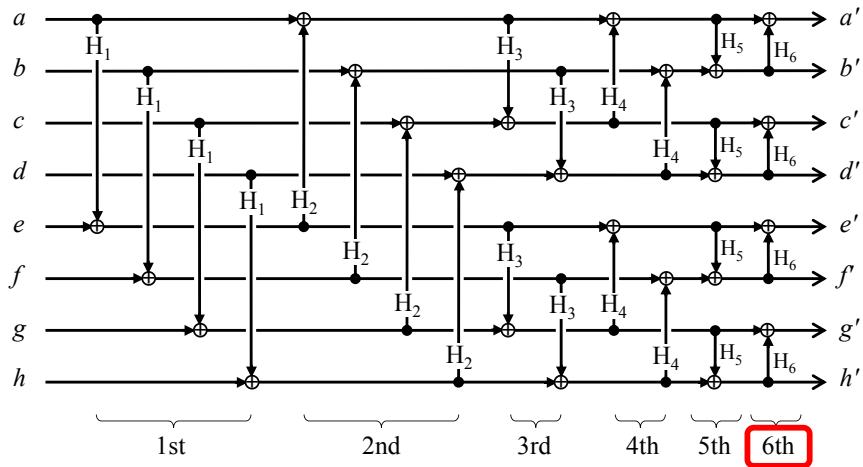 a a′
H₁ H₃ H₅ H₆
b b′
H₁ H₃ H₄
c c′
H₁ H₄ H₅ H₆
d d′
H₁ H₂
e e′
H₂ H₃ H₅ H₆
f f′
H₂ H₃ H₄
g g′
H₂ H₄ H₅ H₆
h h′
1st 2nd 3rd 4th 5th 6th